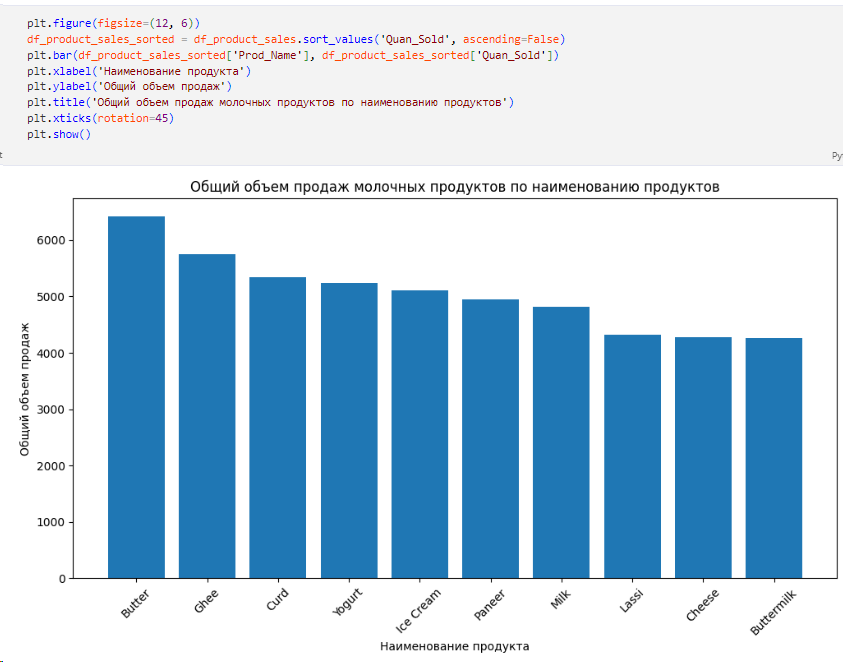 plt.figure(figsize=(12, 6))
df_product_sales_sorted = df_product_sales.sort_values('Quan_Sold', ascending=False)
plt.bar(df_product_sales_sorted['Prod_Name'], df_product_sales_sorted['Quan_Sold'])
plt.xlabel('Наименование продукта')
plt.ylabel('Общий объем продаж')
plt.title('Общий объем продаж молочных продуктов по наименованию продуктов')
plt.xticks(rotation=45)
plt.show()
t
Py
Общий объем продаж молочных продуктов по наименованию продуктов
Общий объем продаж
6000
5000
4000
3000
2000
1000
0
Butter
Ghee
Curd
Yogurt
Ice Cream
Paneer
Milk
Lassi
Cheese
Buttermilk
Наименование продукта